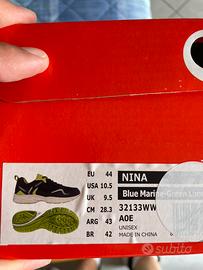 EU 44
USA 10.5
UK 9.5
CM 28.3
ARG 43
BR 42
NINA
Blue Marine-Green
32133WW
A0E
UNISEX
MADE IN CHINA
subito